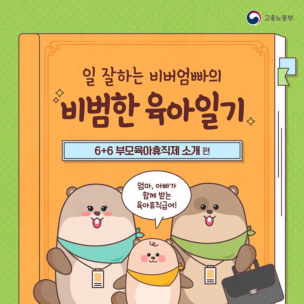 고용노동부
일 잘하는 비버엄빠의
비범한 육아일기
6+6 부모육아휴직제 소개 편
엄마, 아빠가
함께 받는
육아휴직급여!